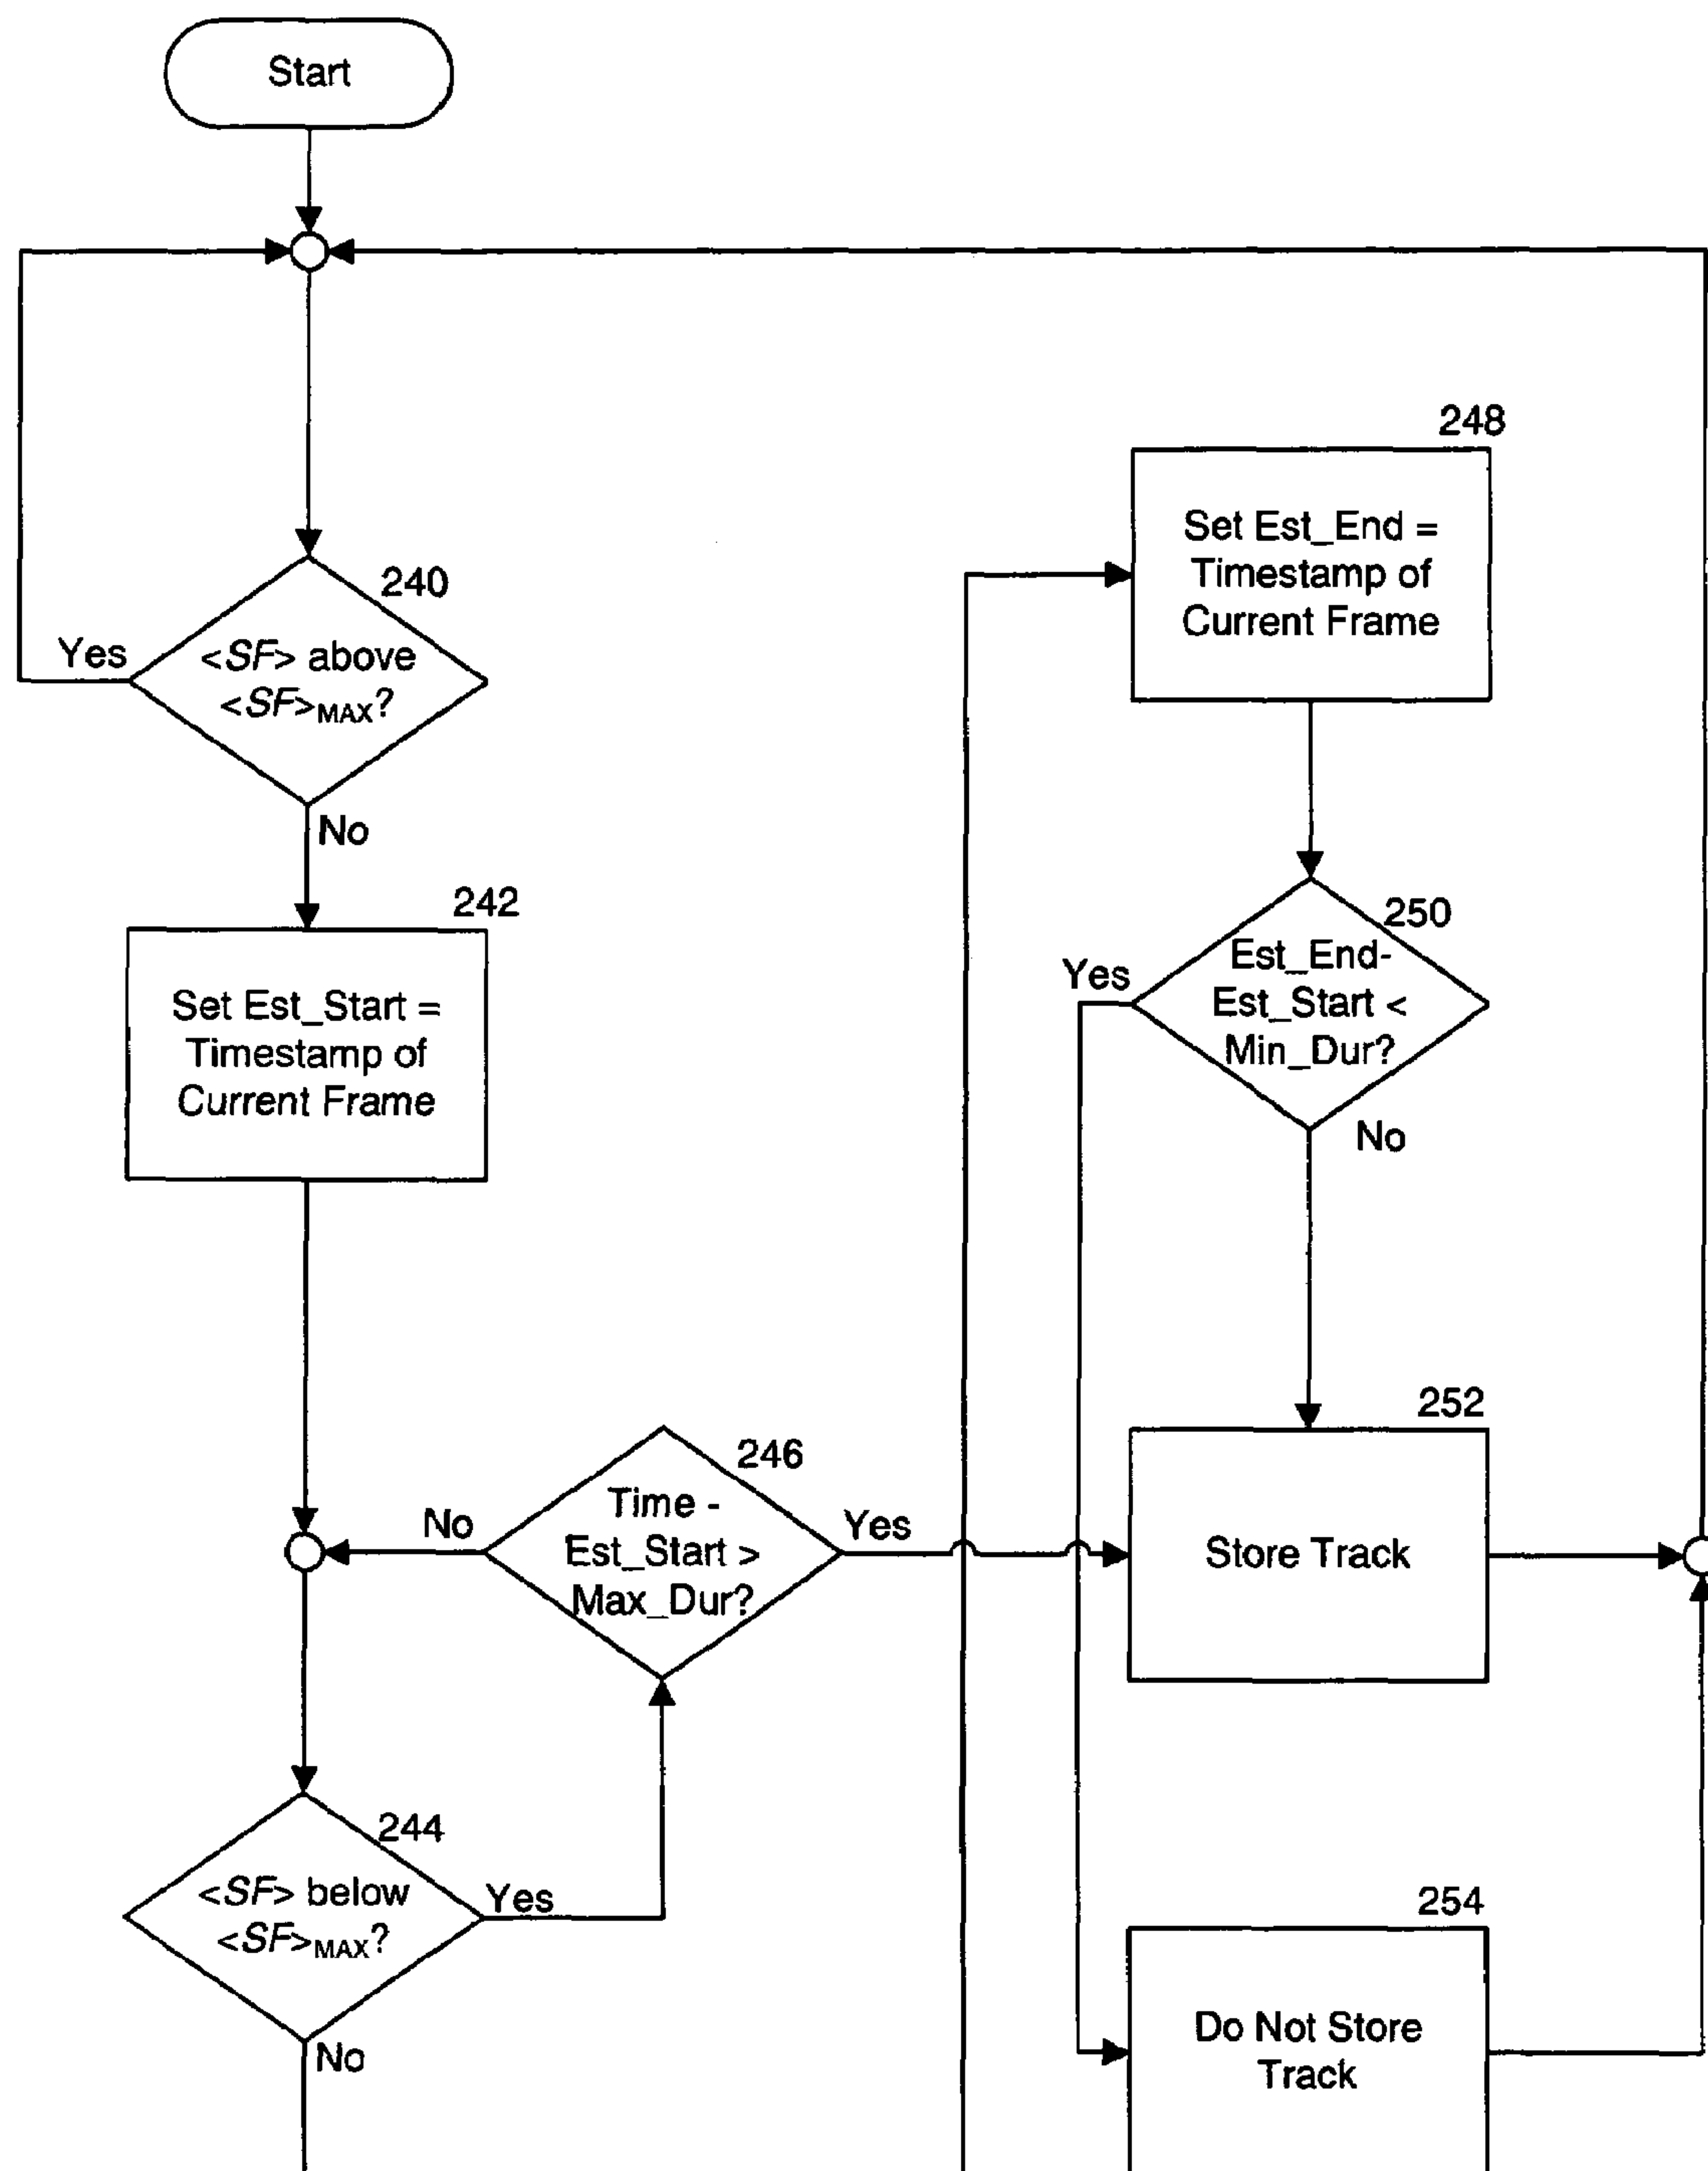 Start
240
Yes
<SF> above
<SF>MAX?
No
242
Set Est_Start =
Timestamp of
Current Frame
246
No
Time -
Est_Start >
Max_Dur?
Yes
244
<SF> below
<SF>MAX?
Yes
No
248
Set Est_End =
Timestamp of
Current Frame
250
Yes
Est_End-
Est_Start <
Min_Dur?
No
252
Store Track
254
Do Not Store
Track